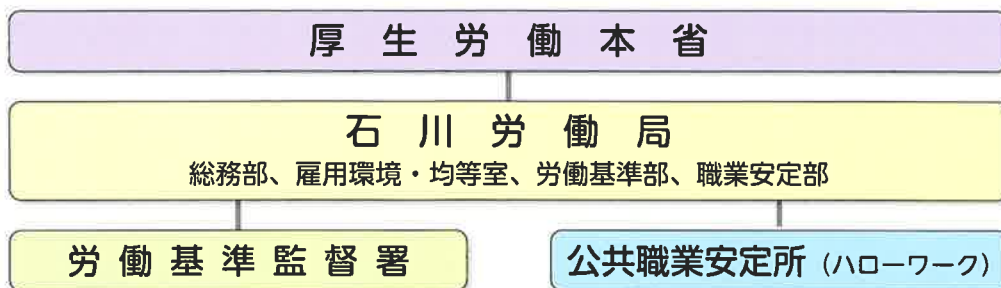 厚生労働本省
石川労働局
総務部、雇用環境・均等室、労働基準部、職業安定部
労働基準監督署
公共職業安定所（ハローワーク）